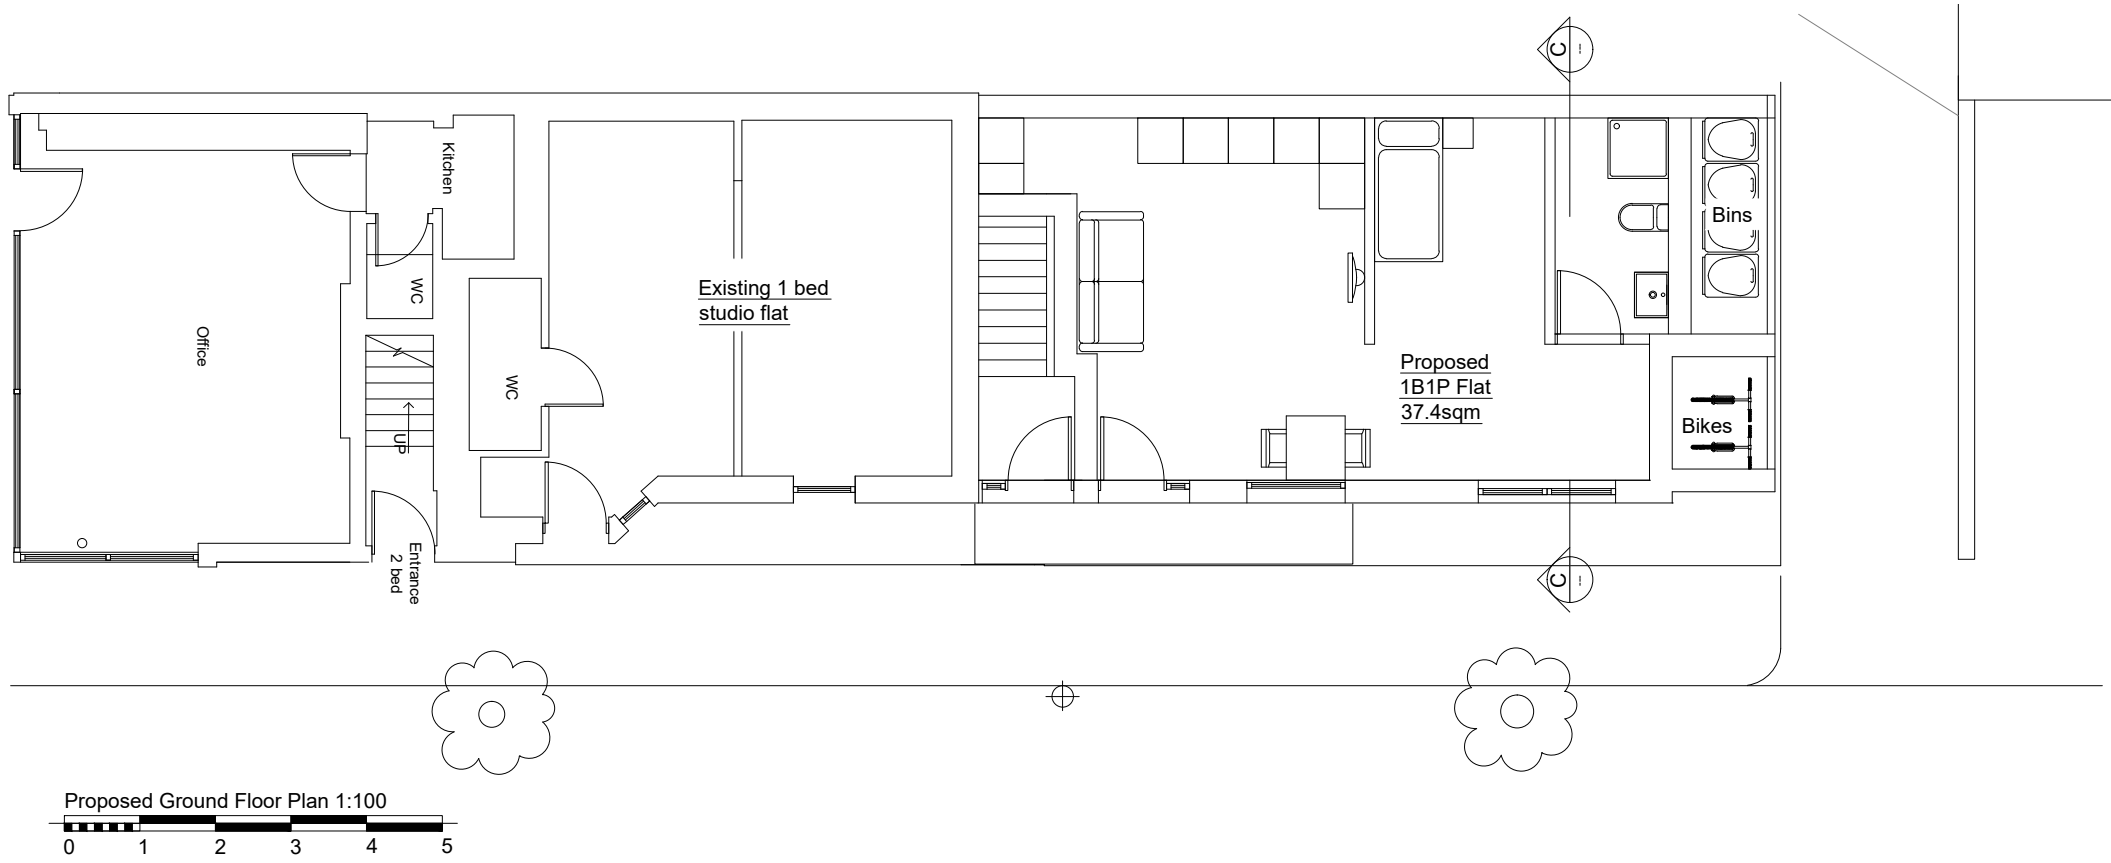 C
Kitchen
Bins
WC
Existing 1 bed
studio flat
Office
WC
Proposed
1B1P Flat
37.4sqm
UP
Bikes
Entrance
2 bed
C
Proposed Ground Floor Plan 1:100
0 1 2 3 4 5